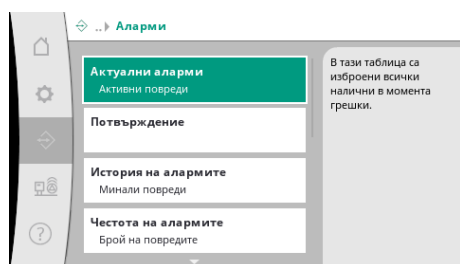 ..▸ Аларми
Актуални аларми
Активни повреди
Потвърждение
История на алармите
Минали повреди
Честота на алармите
Брой на повредите
В тази таблица са
изброени всички
налични в момента
грешки.
?